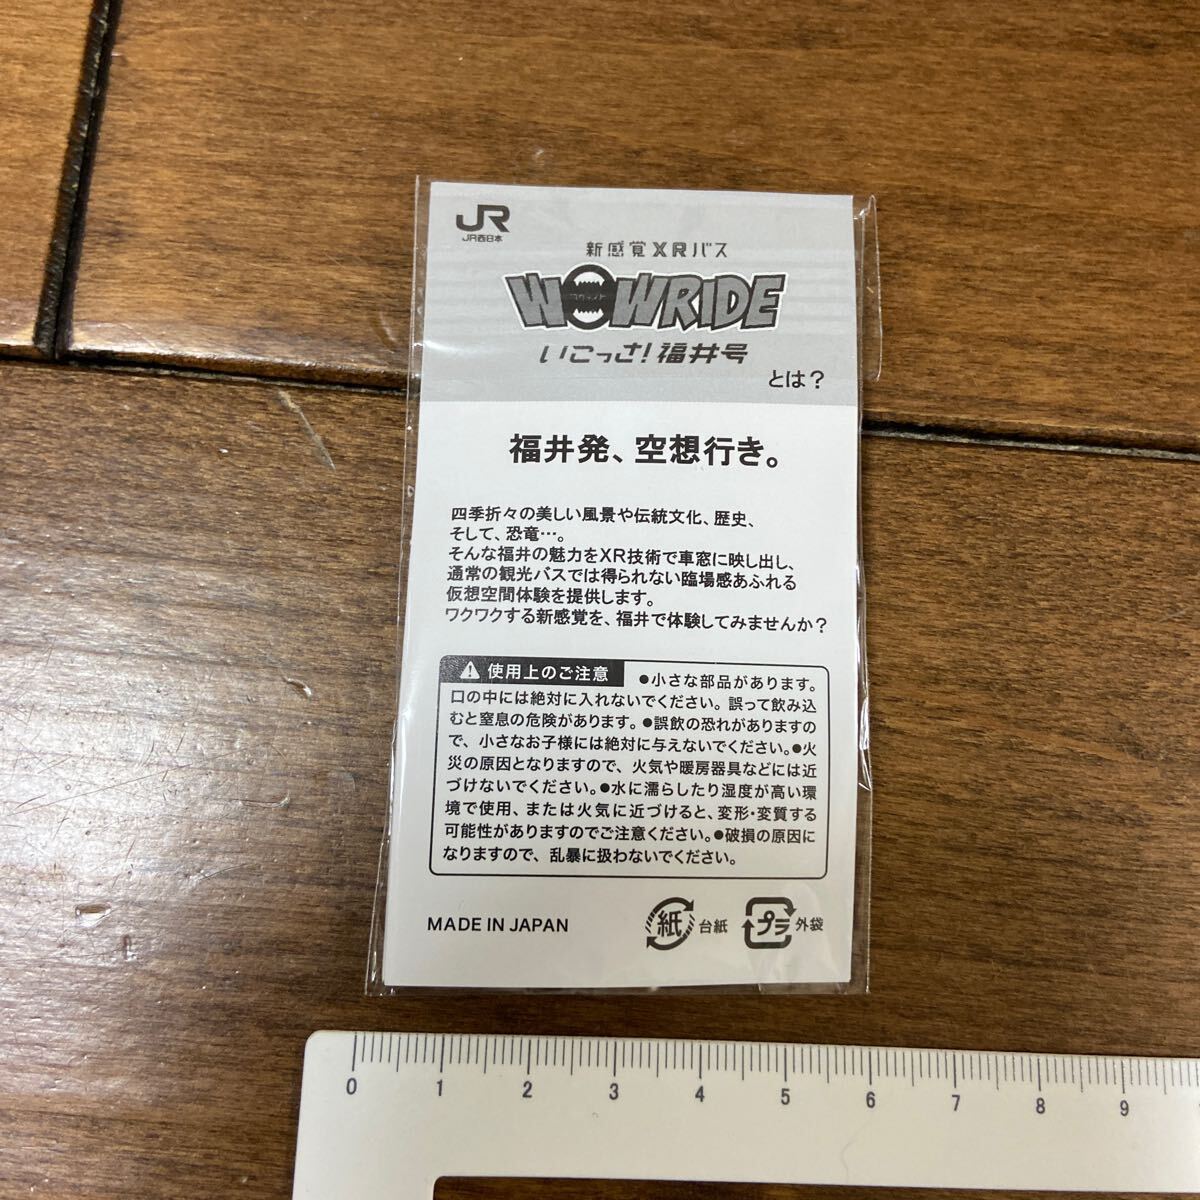 JR
JR西日本
新感覚XRバス
WOWRIDE
いこっさ!福井号
とは？
福井発、空想行き。
四季折々の美しい風景や伝統文化、歴史、
そして、恐竜…。
そんな福井の魅力をXR技術で車窓に映し出し、
通常の観光バスでは得られない臨場感あふれる
仮想空間体験を提供します。
ワクワクする新感覚を、福井で体験してみませんか？
使用上のご注意 ●小さな部品があります。
口の中には絶対に入れないでください。誤って飲み込
むと窒息の危険があります。●誤飲の恐れがありますの
で、小さなお子様には絶対に与えないでください。●火
災の原因となりますので、火気や暖房器具などには近
づけないでください。●水に濡らしたり湿度が高い環
境で使用、または火気に近づけると、変形・変質する
可能性がありますのでご注意ください。●破損の原因に
なりますので、乱暴に扱わないでください。
MADE IN JAPAN
紙 台紙 プラ 外袋
0 1 2 3 4 5 6 7 8 9